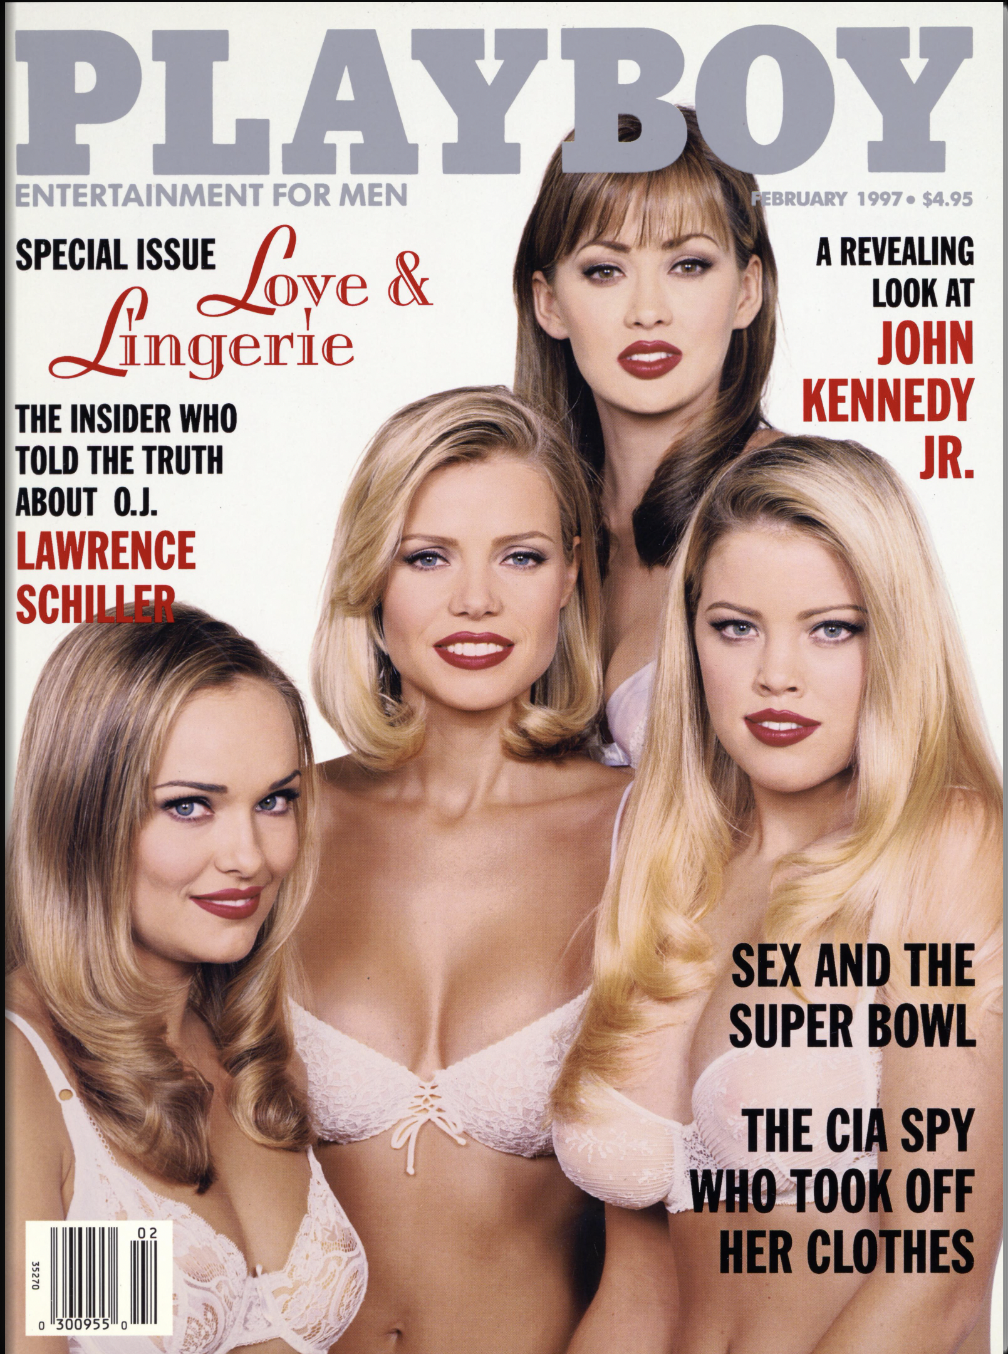 PLAYBOY
ENTERTAINMENT FOR MEN
FEBRUARY 1997 • $4.95
SPECIAL ISSUE
Love &
Lingerie
THE INSIDER WHO
TOLD THE TRUTH
ABOUT O.J.
LAWRENCE
SCHILLER
A REVEALING
LOOK AT
JOHN
KENNEDY
JR.
SEX AND THE
SUPER BOWL
THE CIA SPY
WHO TOOK OFF
HER CLOTHES
02
35270
0 300955 0